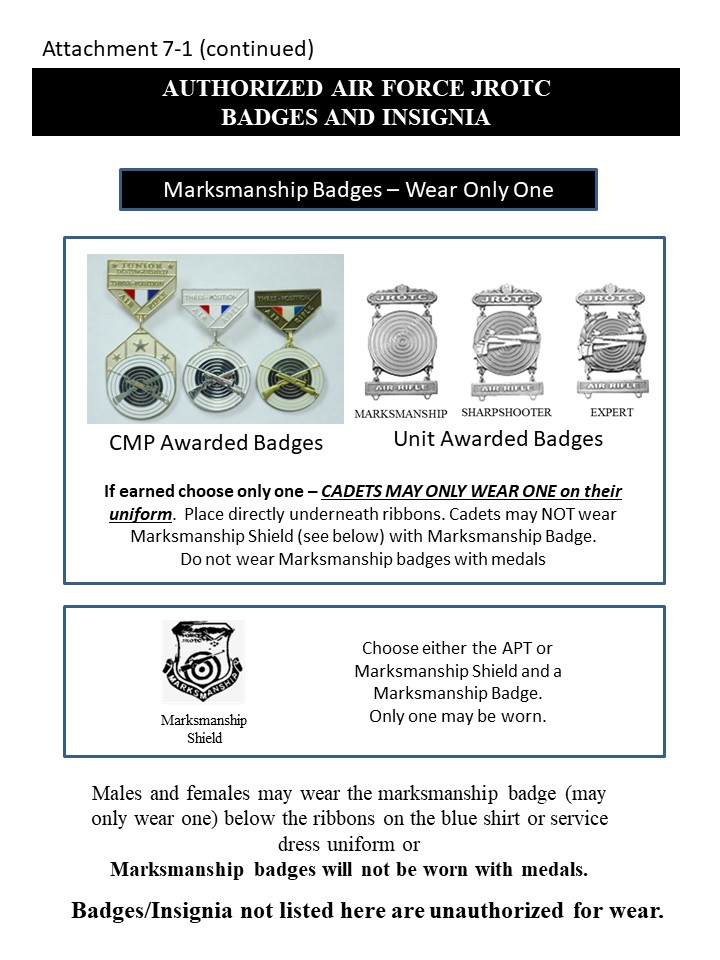 Attachment 7-1 (continued)
AUTHORIZED AIR FORCE JROTC
BADGES AND INSIGNIA
Marksmanship Badges – Wear Only One
JUNIOR
DISTINGUISHED
THREE-POSITION
AIR RIFLE
THREE-POSITION
AIR RIFLE
THREE-POSITION
AIR RIFLE
JROTC
AIR RIFLE
JROTC
AIR RIFLE
JROTC
AIR RIFLE
MARKSMANSHIP SHARPSHOOTER EXPERT
CMP Awarded Badges
Unit Awarded Badges
If earned choose only one – CADETS MAY ONLY WEAR ONE on their
uniform. Place directly underneath ribbons. Cadets may NOT wear
Marksmanship Shield (see below) with Marksmanship Badge.
Do not wear Marksmanship badges with medals
FORCE
JROTC
MARKSMANSHIP
Marksmanship
Shield
Choose either the APT or
Marksmanship Shield and a
Marksmanship Badge.
Only one may be worn.
Males and females may wear the marksmanship badge (may
only wear one) below the ribbons on the blue shirt or service
dress uniform or
Marksmanship badges will not be worn with medals.
Badges/Insignia not listed here are unauthorized for wear.